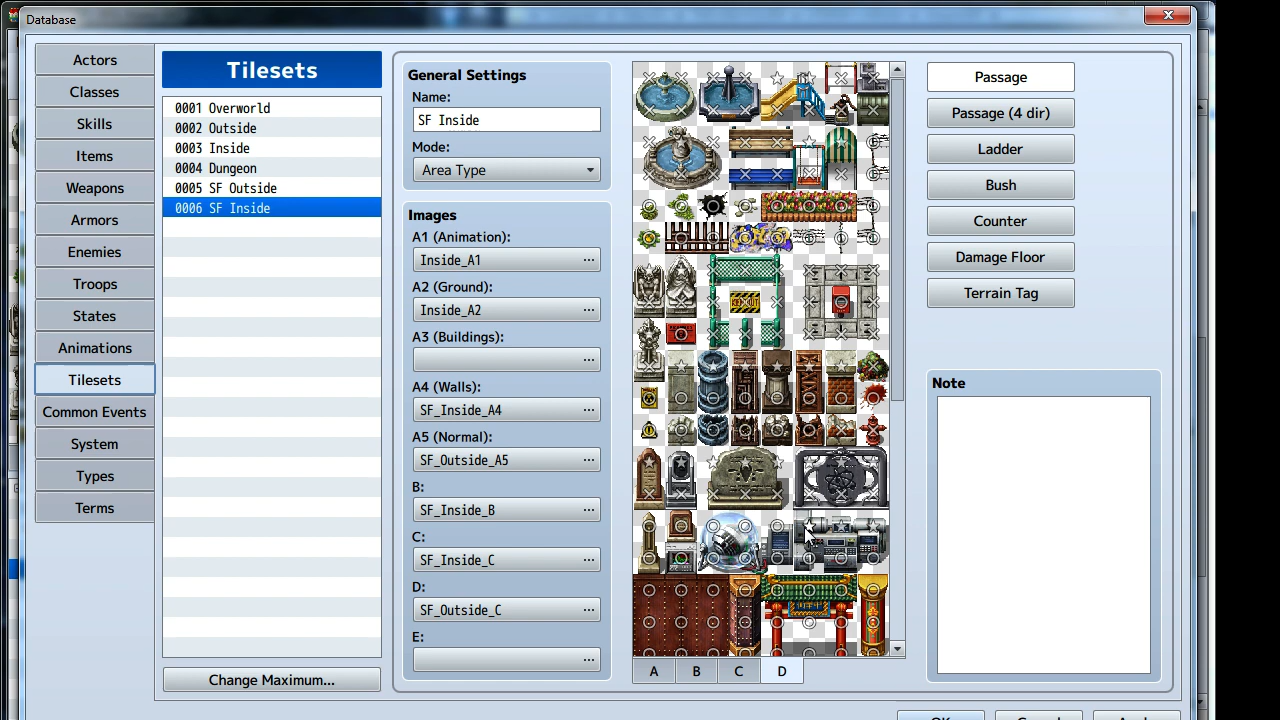 Database
Actors
Classes
Skills
Items
Weapons
Armors
Enemies
Troops
States
Animations
Tilesets
Common Events
System
Types
Terms
Tilesets
0001 Overworld
0002 Outside
0003 Inside
0004 Dungeon
0005 SF Outside
0006 SF Inside
Change Maximum...
General Settings
Name:
SF Inside
Mode:
Area Type
Images
A1 (Animation):
Inside_A1 ...
A2 (Ground):
Inside_A2 ...
A3 (Buildings):
...
A4 (Walls):
SF_Inside_A4 ...
A5 (Normal):
SF_Outside_A5 ...
B:
SF_Inside_B ...
C:
SF_Inside_C ...
D:
SF_Outside_C ...
E:
...
A B C D
Passage
Passage (4 dir)
Ladder
Bush
Counter
Damage Floor
Terrain Tag
Note